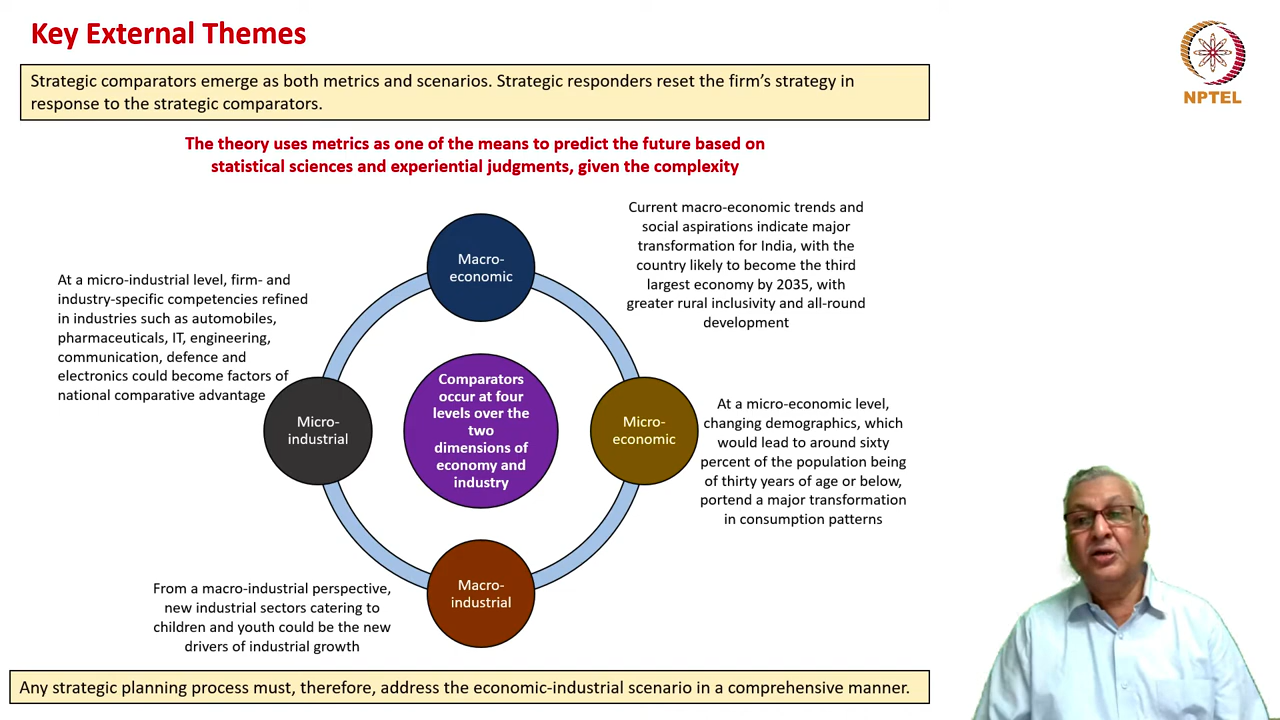 Key External Themes
NPTEL
Strategic comparators emerge as both metrics and scenarios. Strategic responders reset the firm's strategy in
response to the strategic comparators.
The theory uses metrics as one of the means to predict the future based on
statistical sciences and experiential judgments, given the complexity
Macro-
economic
Current macro-economic trends and
social aspirations indicate major
transformation for India, with the
country likely to become the third
largest economy by 2035, with
greater rural inclusivity and all-round
development
At a micro-industrial level, firm- and
industry-specific competencies refined
in industries such as automobiles,
pharmaceuticals, IT, engineering,
communication, defence and
electronics could become factors of
national comparative advantage
Micro-
industrial
Comparators
occur at four
levels over the
two
dimensions of
economy and
industry
Micro-
economic
At a micro-economic level,
changing demographics, which
would lead to around sixty
percent of the population being
of thirty years of age or below,
portend a major transformation
in consumption patterns
Macro-
industrial
From a macro-industrial perspective,
new industrial sectors catering to
children and youth could be the new
drivers of industrial growth
Any strategic planning process must, therefore, address the economic-industrial scenario in a comprehensive manner.